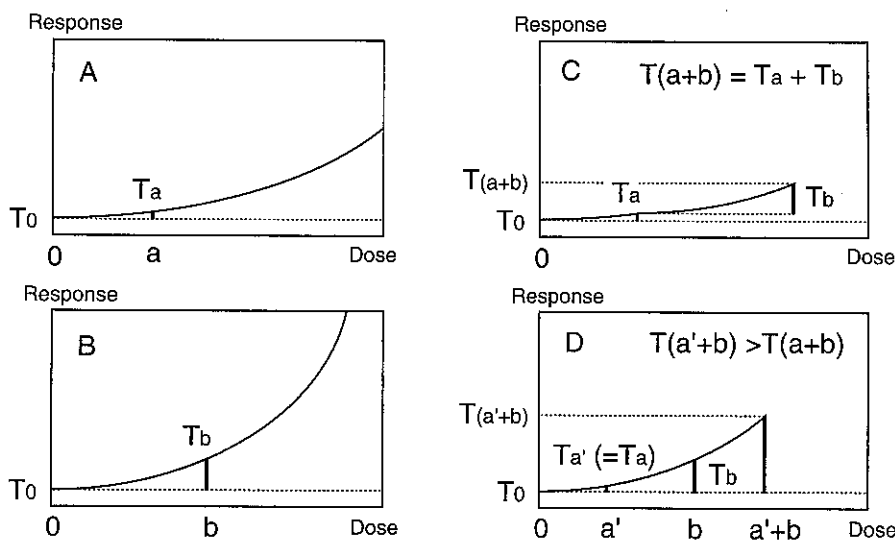 Response
A
Ta
T0
0 a Dose
Response
B
Tb
T0
0 b Dose
Response
C T(a+b) = Ta + Tb
T(a+b)
Ta
Tb
T0
0 Dose
Response
D T(a'+b) >T(a+b)
T(a'+b)
Ta' (=Ta)
Tb
T0
0 a' b a'+b Dose